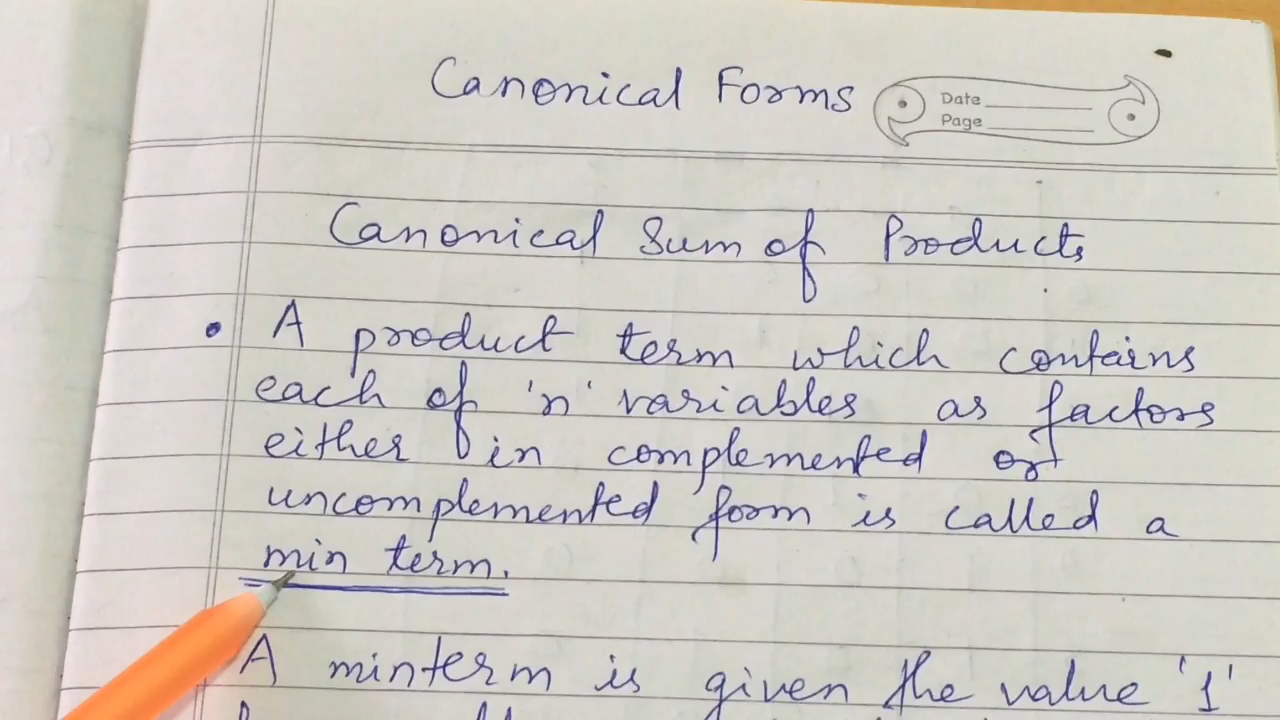 Canonical Forms
Date
Page
Canonical Sum of Products
• A product term which contains
each of 'n' variables as factors
either in complemented or
uncomplemented form is called a
min term.
A minterm is given the value '1'